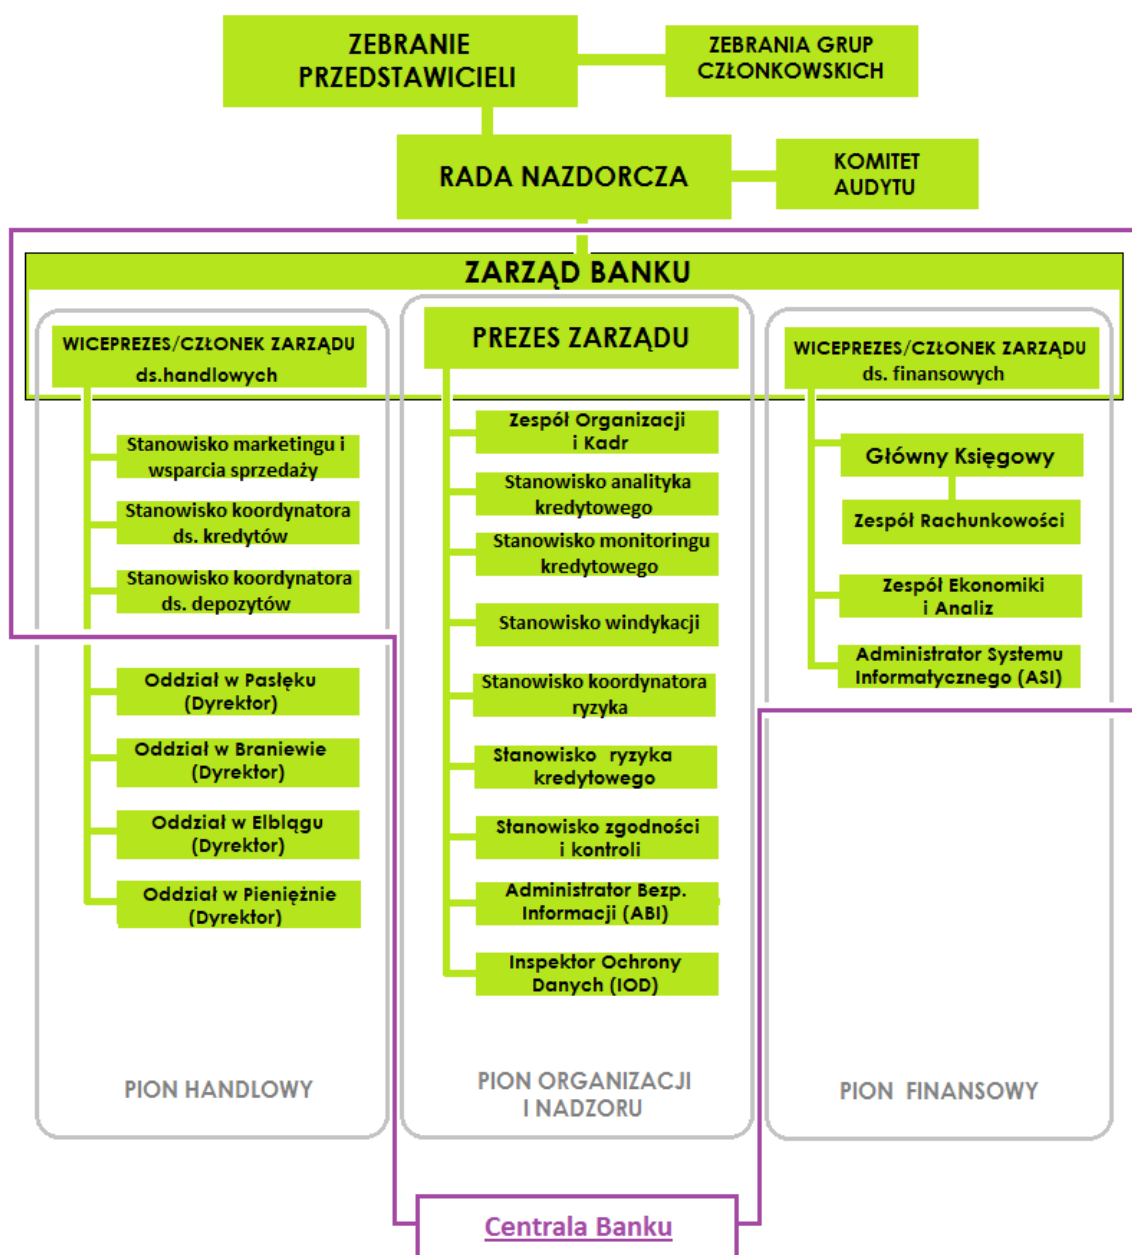 ZEBRANIE
PRZEDSTAWICIELI
ZEBRANIA GRUP
CZŁONKOWSKICH
RADA NAZDORCZA
KOMITET
AUDYTU
ZARZĄD BANKU
WICEPREZES/CZŁONEK ZARZĄDU
ds.handlowych
Stanowisko marketingu i
wsparcia sprzedaży
Stanowisko koordynatora
ds. kredytów
Stanowisko koordynatora
ds. depozytów
Oddział w Pasłęku
(Dyrektor)
Oddział w Braniewie
(Dyrektor)
Oddział w Elblągu
(Dyrektor)
Oddział w Pieniężnie
(Dyrektor)
PION HANDLOWY
PREZES ZARZĄDU
Zespół Organizacji
i Kadr
Stanowisko analityka
kredytowego
Stanowisko monitoringu
kredytowego
Stanowisko windykacji
Stanowisko koordynatora
ryzyka
Stanowisko ryzyka
kredytowego
Stanowisko zgodności
i kontroli
Administrator Bezp.
Informacji (ABI)
Inspektor Ochrony
Danych (IOD)
PION ORGANIZACJI
I NADZORU
WICEPREZES/CZŁONEK ZARZĄDU
ds. finansowych
Główny Księgowy
Zespół Rachunkowości
Zespół Ekonomiki
i Analiz
Administrator Systemu
Informatycznego (ASI)
PION FINANSOWY
Centrala Banku